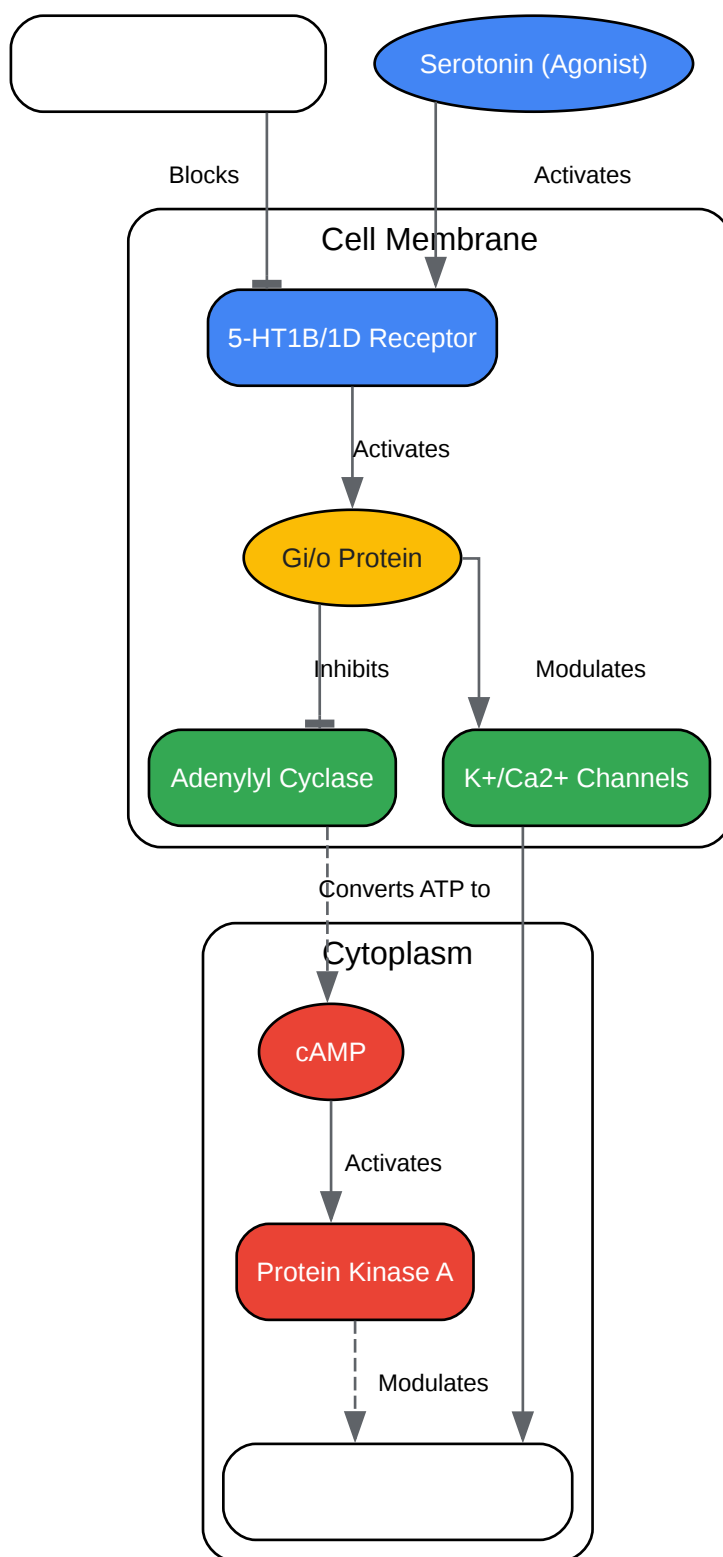 Serotonin (Agonist)
Blocks
Activates
Cell Membrane
5-HT1B/1D Receptor
Activates
Gi/o Protein
Inhibits
Modulates
Adenylyl Cyclase
K+/Ca2+ Channels
Converts ATP to
Cytoplasm
cAMP
Activates
Protein Kinase A
Modulates